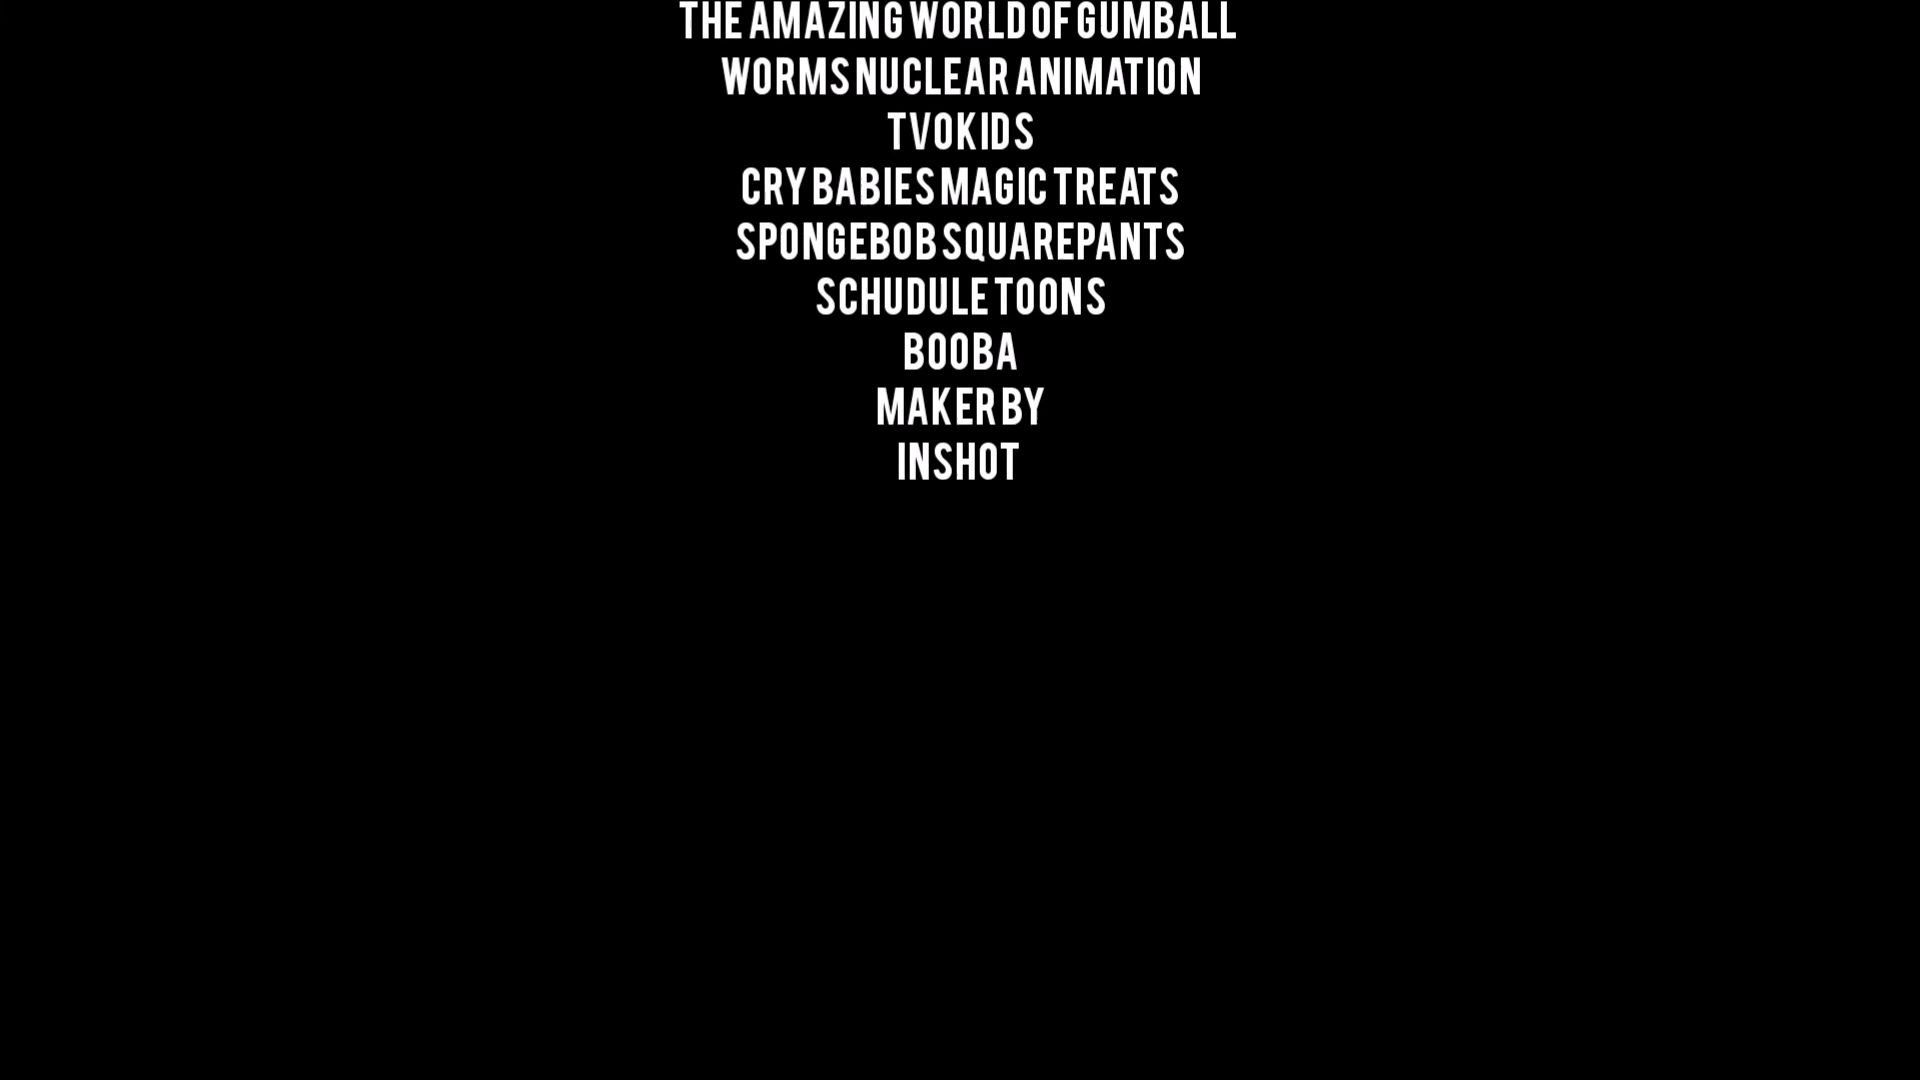 THE AMAZING WORLD OF GUMBALL
WORMS NUCLEAR ANIMATION
TVOKIDS
CRY BABIES MAGIC TREATS
SPONGEBOB SQUAREPANTS
SCHUDULE TOONS
BOOBA
MAKER BY
INSHOT